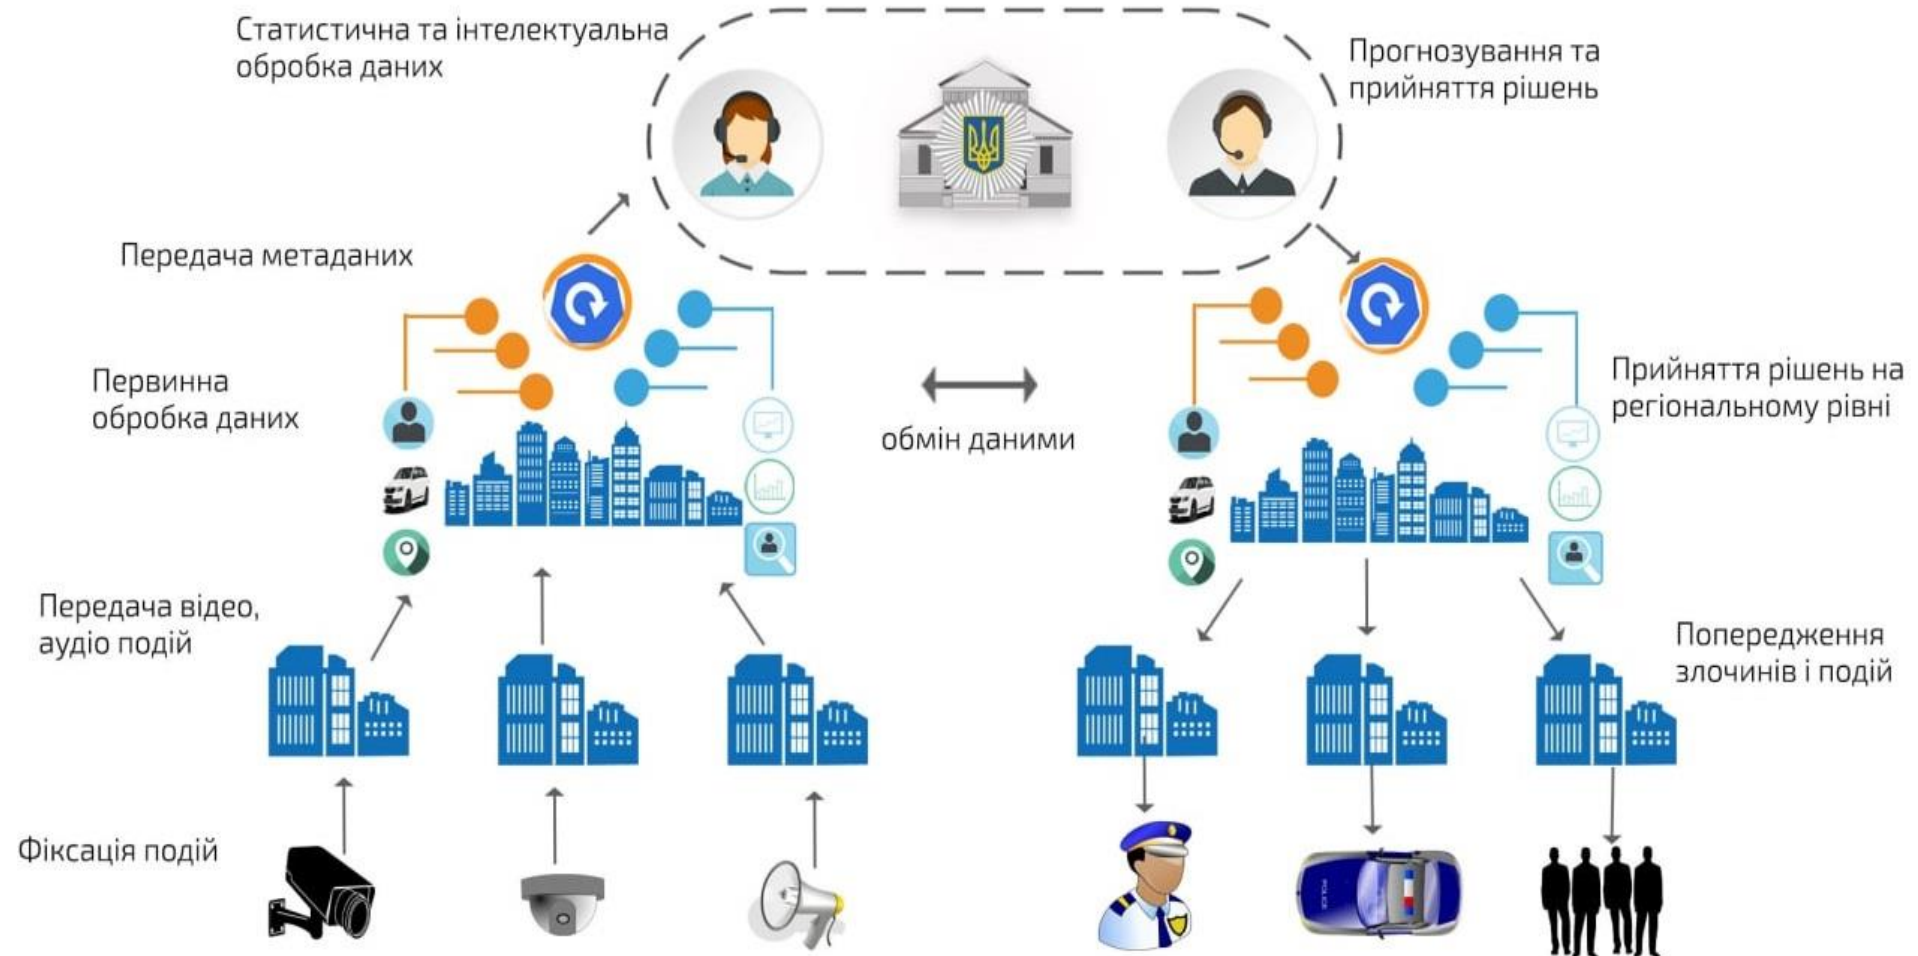 Статистична та інтелектуальна
обробка даних
Прогнозування та
прийняття рішень
Передача метаданих
Первинна
обробка даних
обмін даними
Прийняття рішень на
регіональному рівні
Передача відео,
аудіо подій
Попередження
злочинів і подій
Фіксація подій
POLICE